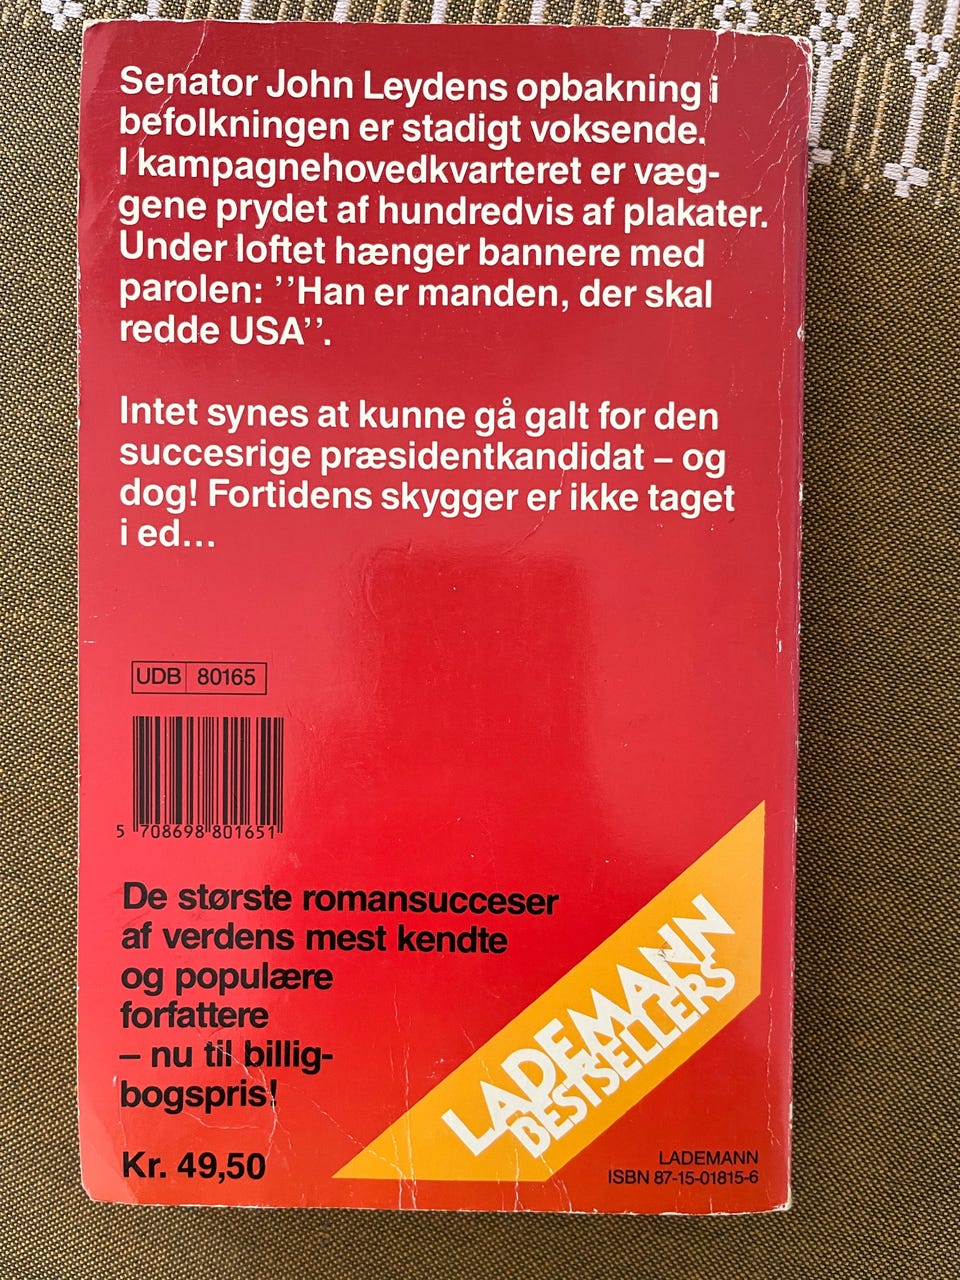 Senator John Leydens opbakning i
befolkningen er stadigt voksende.
I kampagnehovedkvarteret er væg-
gene prydet af hundredvis af plakater.
Under loftet hænger bannere med
parolen: ’’Han er manden, der skal
redde USA’’.
Intet synes at kunne gå galt for den
succesrige præsidentkandidat – og
dog! Fortidens skygger er ikke taget
i ed...
UDB 80165
5 708698 801651
De største romansucceser
af verdens mest kendte
og populære
forfattere
– nu til billig-
bogspris!
Kr. 49,50
LADEMANN
BESTSELLERS
LADEMANN
ISBN 87-15-01815-6